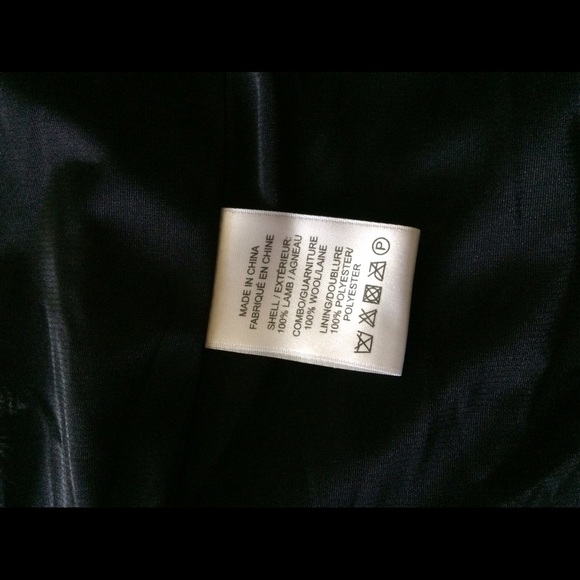 MADE IN CHINA
FABRIQUÉ EN CHINE
SHELL / EXTÉRIEUR:
100% LAMB / AGNEAU
COMBO/GUARNITURE
100% WOOL/LAINE
LINING/DOUBLURE
100% POLYESTER/
POLYESTER
P